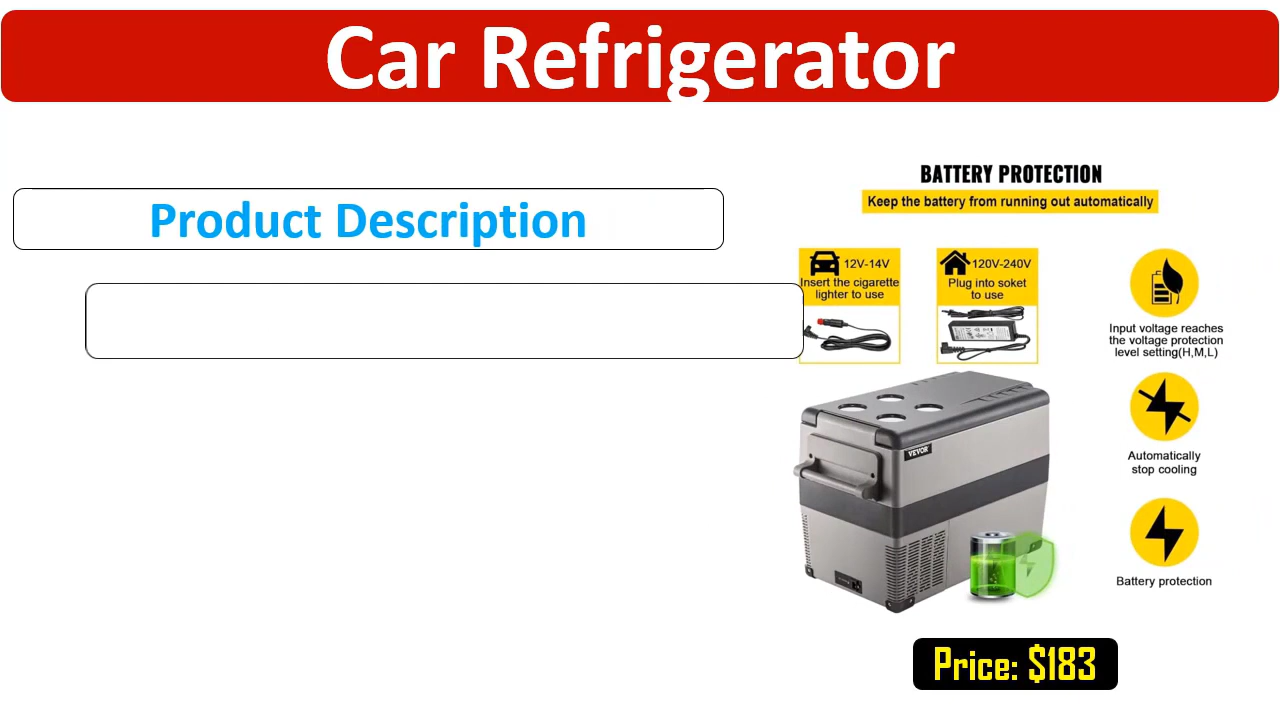 Car Refrigerator
Product Description
BATTERY PROTECTION
Keep the battery from running out automatically
12V-14V
Insert the cigarette
lighter to use
120V-240V
Plug into soket
to use
Input voltage reaches
the voltage protection
level setting(H,M,L)
Automatically
stop cooling
Battery protection
VEVOR
Price: $183